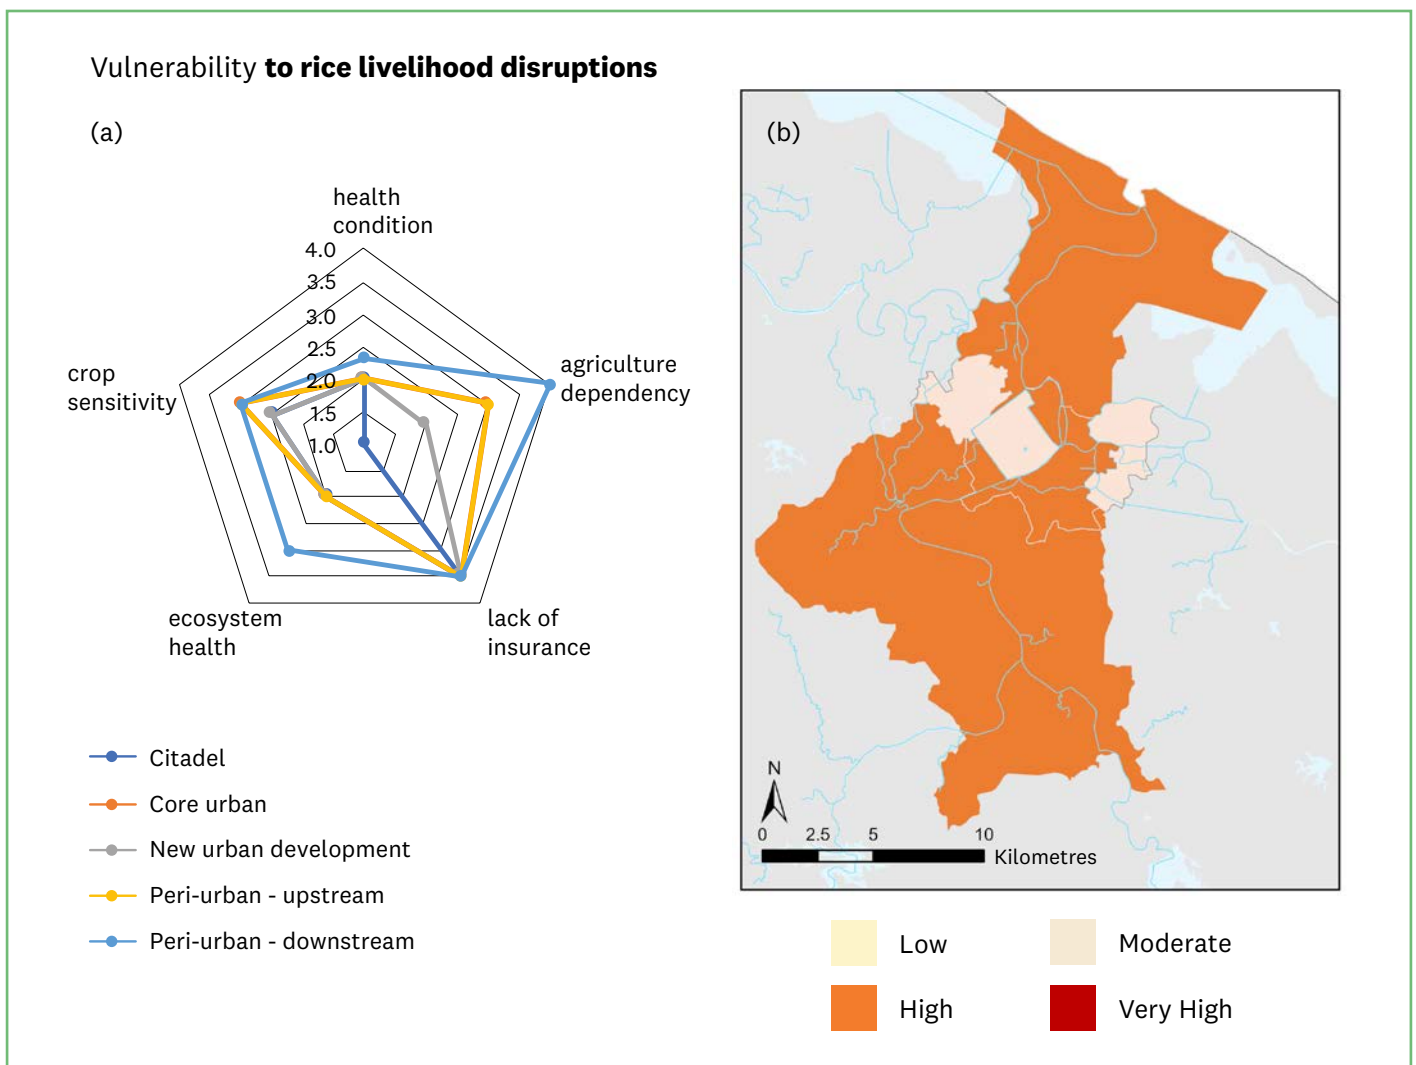 Vulnerability to rice livelihood disruptions
(a)
health
condition
4.0
3.5
3.0
2.5
2.0
1.5
1.0
agriculture
dependency
crop
sensitivity
ecosystem
health
lack of
insurance
Citadel
Core urban
New urban development
Peri-urban - upstream
Peri-urban - downstream
(b)
N
0 2.5 5 10
Kilometres
Low
Moderate
High
Very High